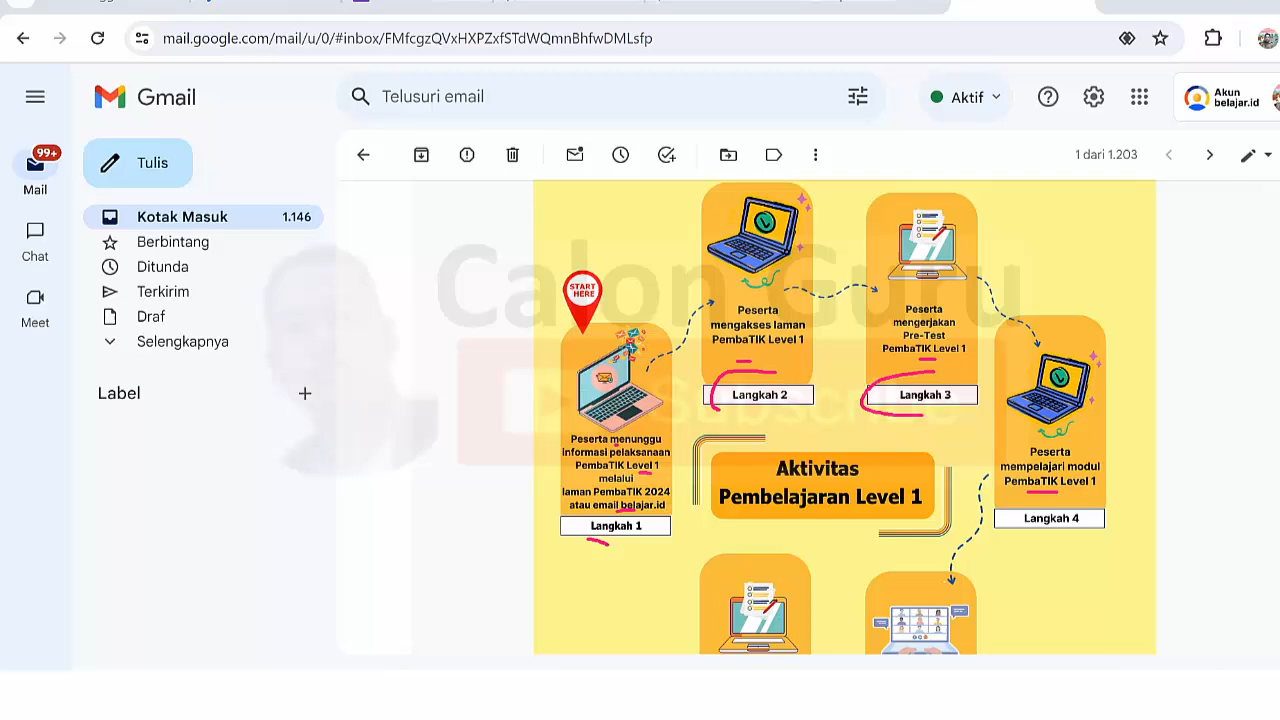 mail.google.com/mail/u/0/#inbox/FMfcgzQVxHXPZxfSTdWQmnBhfwDMLsfp
Gmail
Telusuri email
Aktif
Akun
belajar.id
99+
Mail
Chat
Meet
Tulis
Kotak Masuk 1.146
Berbintang
Ditunda
Terkirim
Draf
Selengkapnya
Label
1 dari 1.203
Calon Guru
Subscribe
START
HERE
Peserta menunggu
informasi pelaksanaan
PembaTIK Level 1
melalui
laman PembaTIK 2024
atau email belajar.id
Langkah 1
Peserta
mengakses laman
PembaTIK Level 1
Langkah 2
Peserta
mengerjakan
Pre-Test
PembaTIK Level 1
Langkah 3
Peserta
mempelajari modul
PembaTIK Level 1
Langkah 4
Aktivitas
Pembelajaran Level 1